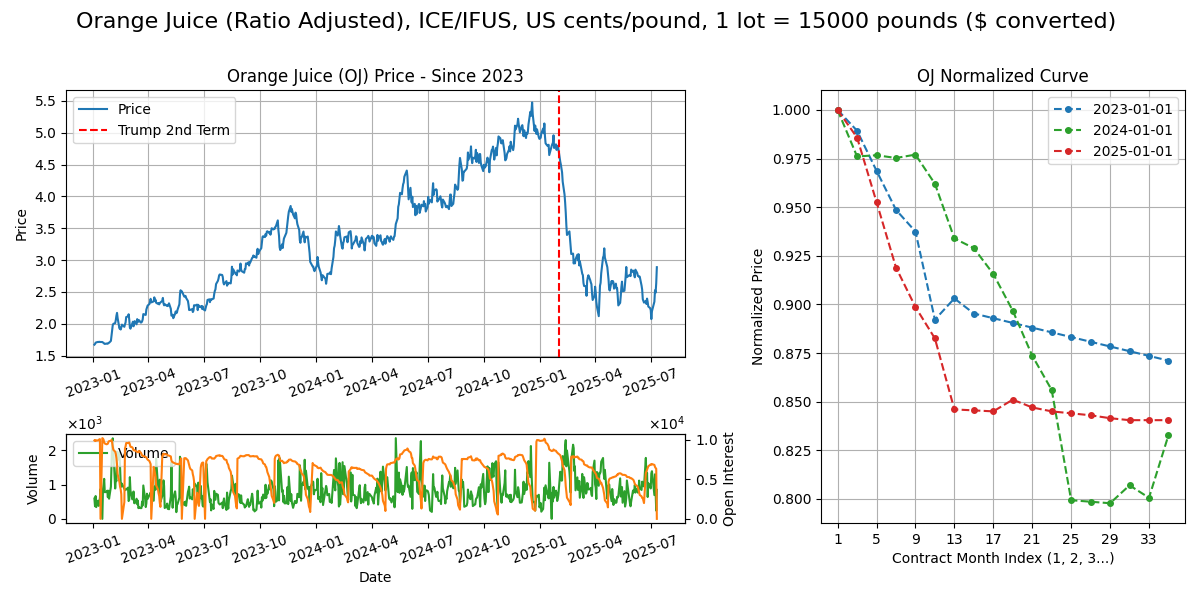 Orange Juice (Ratio Adjusted), ICE/IFUS, US cents/pound, 1 lot = 15000 pounds ($ converted)
Orange Juice (OJ) Price - Since 2023
Price
Trump 2nd Term
Price
5.5
5.0
4.5
4.0
3.5
3.0
2.5
2.0
1.5
2023-01 2023-04 2023-07 2023-10 2024-01 2024-04 2024-07 2024-10 2025-01 2025-04 2025-07
×10³ ×10⁴
Volume
Volume
2
1
0
1.0
0.5
0.0
Open Interest
2023-01 2023-04 2023-07 2023-10 2024-01 2024-04 2024-07 2024-10 2025-01 2025-04 2025-07
Date
OJ Normalized Curve
2023-01-01
2024-01-01
2025-01-01
Normalized Price
1.000
0.975
0.950
0.925
0.900
0.875
0.850
0.825
0.800
1 5 9 13 17 21 25 29 33
Contract Month Index (1, 2, 3...)